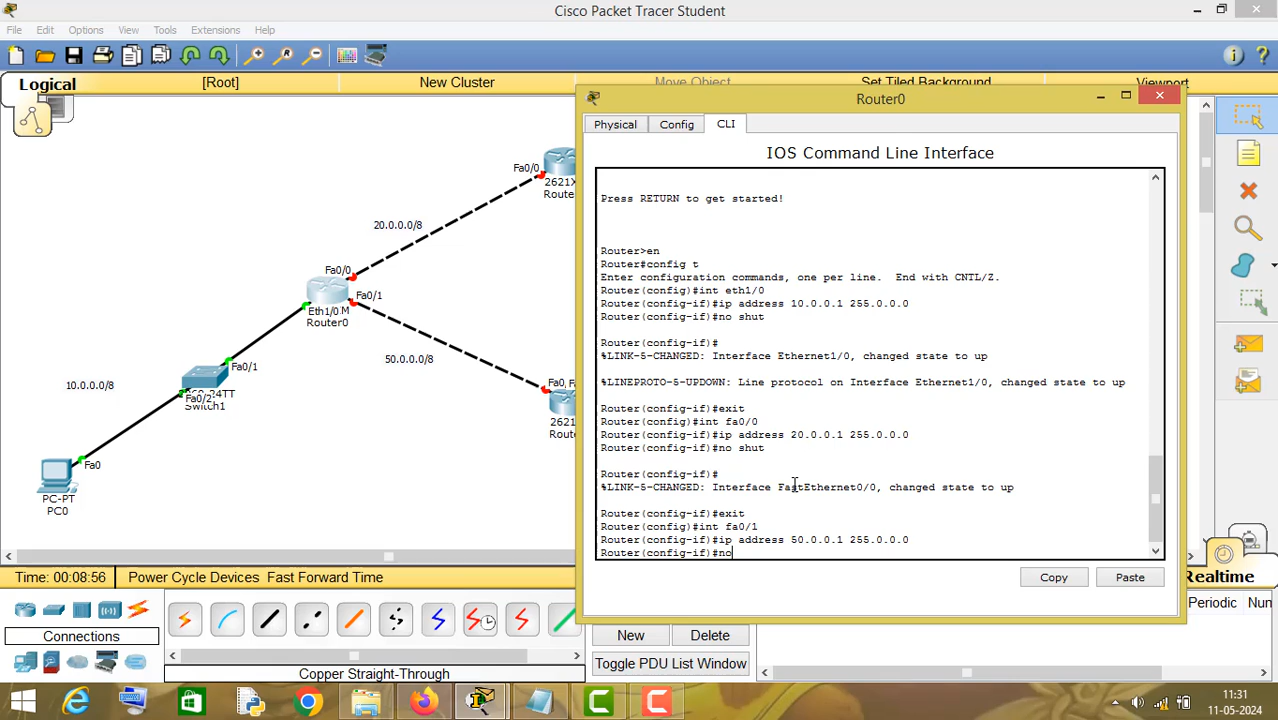 Cisco Packet Tracer Student
File Edit Options View Tools Extensions Help
Logical [Root] New Cluster Move Object Set Tiled Background Viewport
Router0
Physical Config CLI
IOS Command Line Interface
Press RETURN to get started!
Router>en
Router#config t
Enter configuration commands, one per line. End with CNTL/Z.
Router(config)#int eth1/0
Router(config-if)#ip address 10.0.0.1 255.0.0.0
Router(config-if)#no shut
Router(config-if)#
%LINK-5-CHANGED: Interface Ethernet1/0, changed state to up
%LINEPROTO-5-UPDOWN: Line protocol on Interface Ethernet1/0, changed state to up
Router(config-if)#exit
Router(config)#int fa0/0
Router(config-if)#ip address 20.0.0.1 255.0.0.0
Router(config-if)#no shut
Router(config-if)#
%LINK-5-CHANGED: Interface FastEthernet0/0, changed state to up
Router(config-if)#exit
Router(config)#int fa0/1
Router(config-if)#ip address 50.0.0.1 255.0.0.0
Router(config-if)#no
Copy Paste
Fa0/0
2621X
Route
20.0.0.0/8
Fa0/0
Fa0/1
Eth1/0 M
Router0
50.0.0.0/8
Fa0/1
10.0.0.0/8
Fa0/2 4TT
Switch1
Fa0
PC-PT
PC0
Fa0,
2621
Rout
Time: 00:08:56 Power Cycle Devices Fast Forward Time
Realtime
Connections
Copper Straight-Through
New Delete
Toggle PDU List Window
Periodic Nun
11:31
11-05-2024